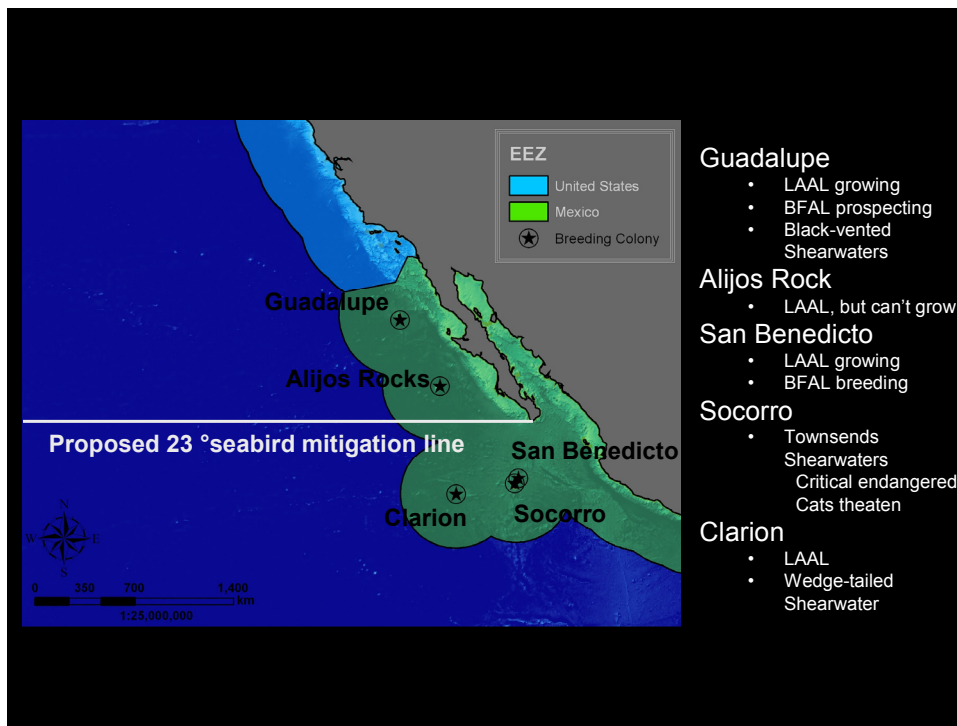 EEZ
United States
Mexico
Breeding Colony
Guadalupe
Alijos Rocks
Proposed 23 °seabird mitigation line
San Benedicto
Clarion
Socorro
N
W E
S
0 350 700 1,400
km
1:25,000,000
Guadalupe
• LAAL growing
• BFAL prospecting
• Black-vented
Shearwaters
Alijos Rock
• LAAL, but can’t grow
San Benedicto
• LAAL growing
• BFAL breeding
Socorro
• Townsends
Shearwaters
Critical endangered
Cats theaten
Clarion
• LAAL
• Wedge-tailed
Shearwater